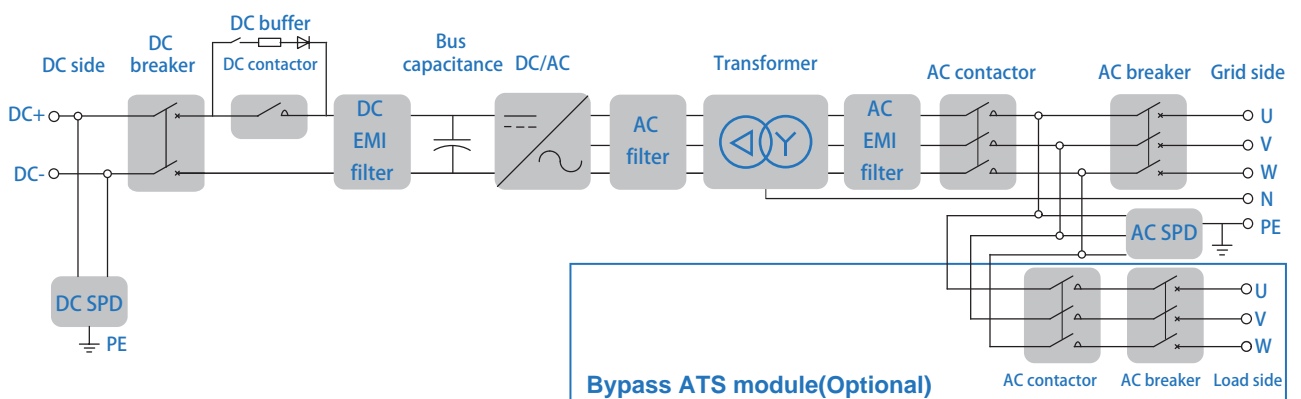 DC buffer
DC side
DC
breaker
DC contactor
Bus
capacitance
DC/AC
Transformer
AC contactor
AC breaker
Grid side
DC+
DC-
DC
EMI
filter
AC
filter
AC
EMI
filter
U
V
W
N
PE
AC SPD
DC SPD
PE
U
V
W
AC contactor
AC breaker
Load side
Bypass ATS module(Optional)